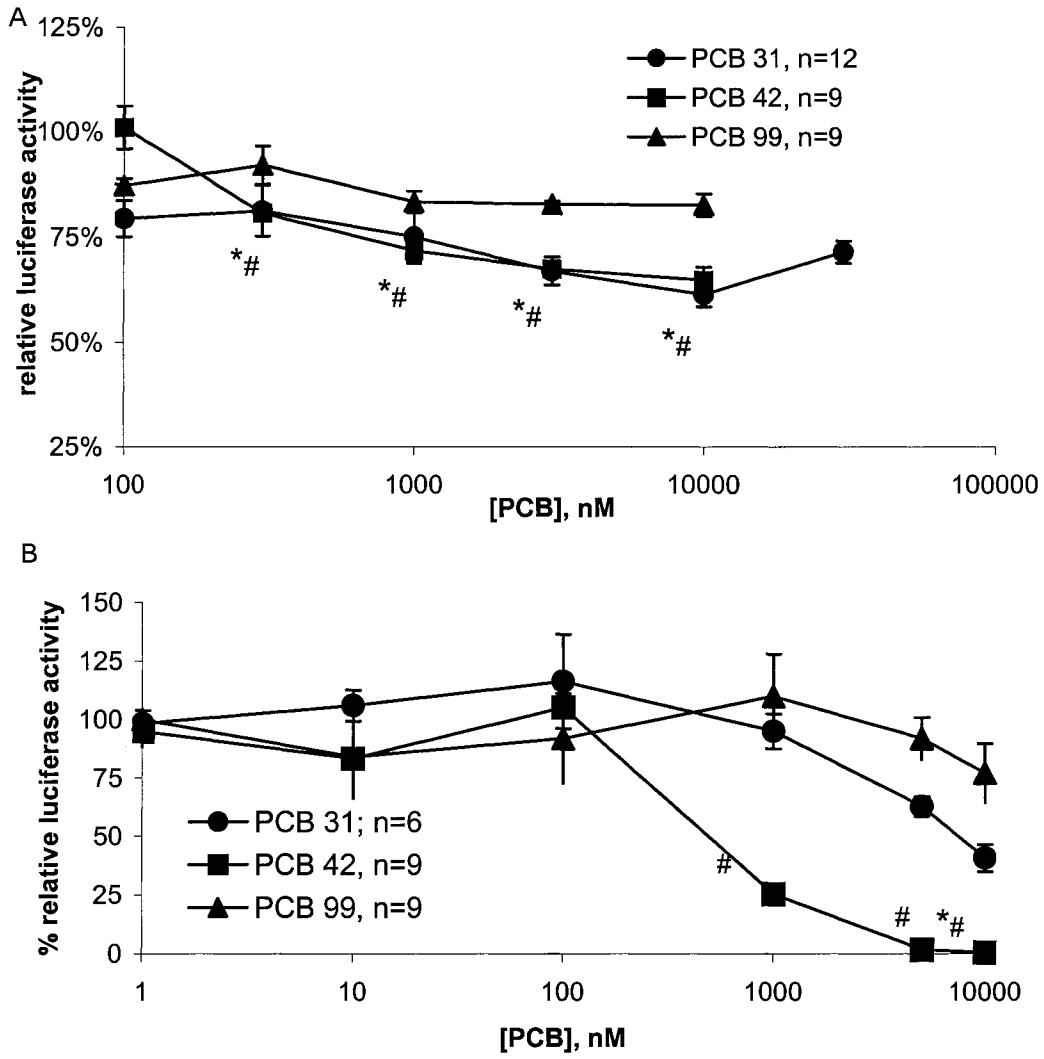 A
125%
100%
75%
50%
25%
relative luciferase activity
PCB 31, n=12
PCB 42, n=9
PCB 99, n=9
*#
*#
*#
*#
100
1000
10000
100000
[PCB], nM
B
150
125
100
75
50
25
0
% relative luciferase activity
PCB 31; n=6
PCB 42, n=9
PCB 99, n=9
#
#
*#
1
10
100
1000
10000
[PCB], nM